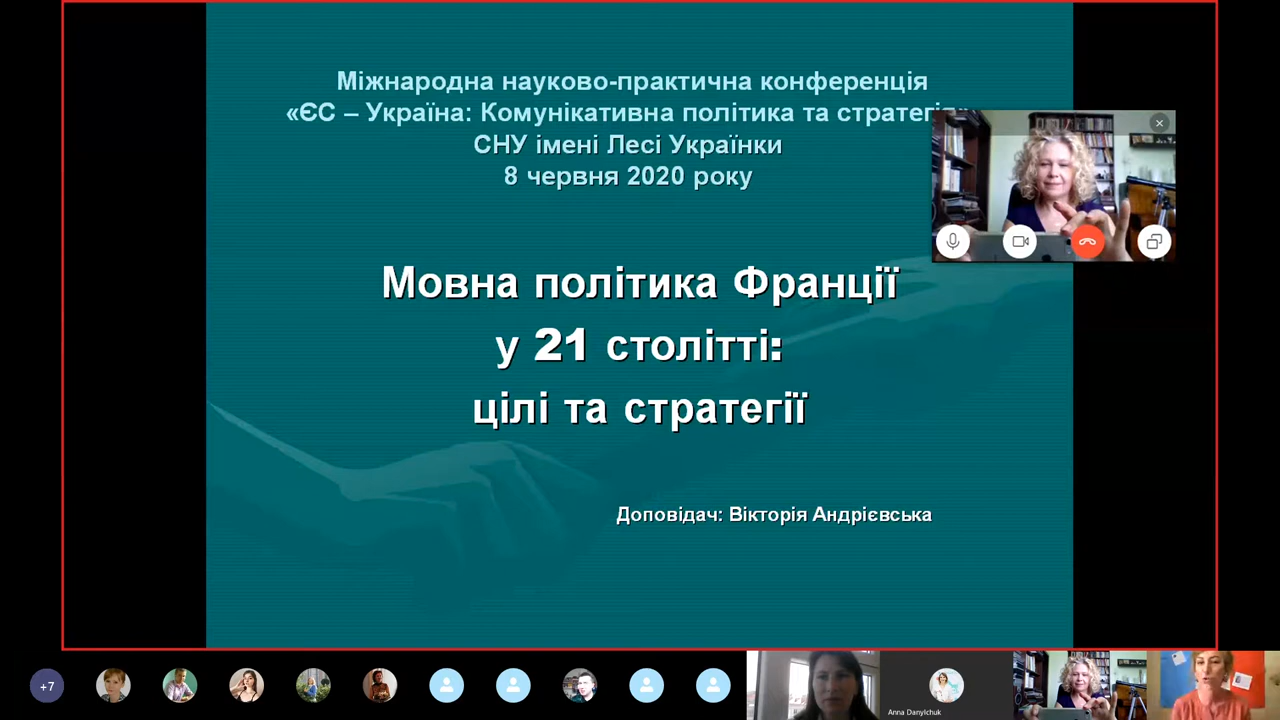 Міжнародна науково-практична конференція
«ЄС – Україна: Комунікативна політика та стратегія»
СНУ імені Лесі Українки
8 червня 2020 року
Мовна політика Франції
у 21 столітті:
цілі та стратегії
Доповідач: Вікторія Андрієвська
+7
Anna Danylchuk